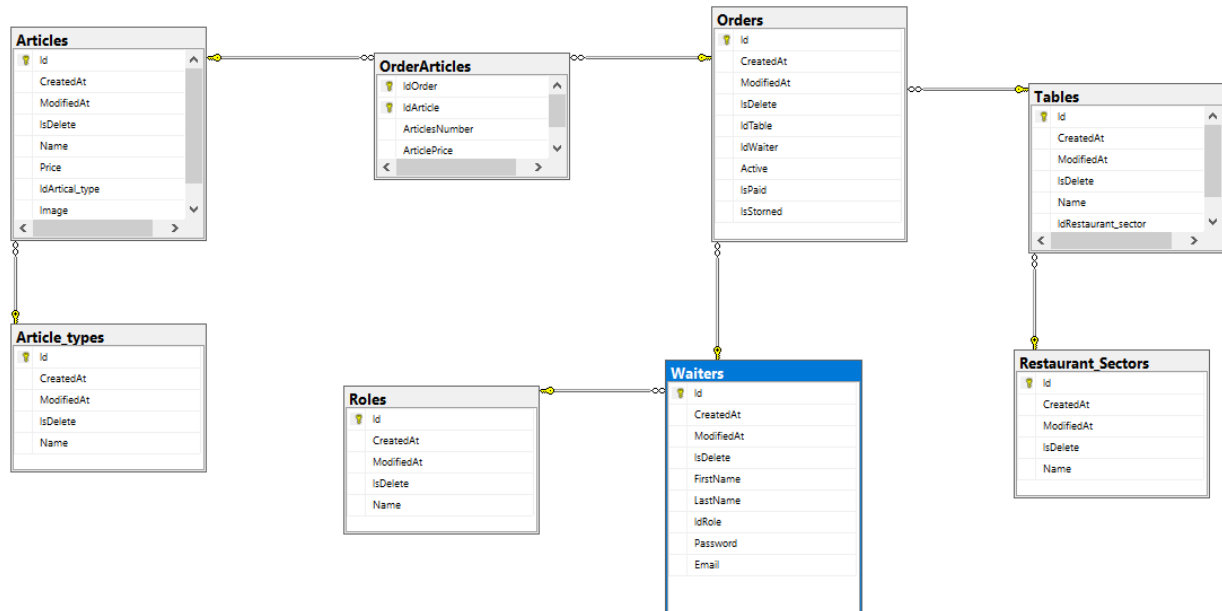 Articles
Id
CreatedAt
ModifiedAt
IsDelete
Name
Price
IdArtical_type
Image
OrderArticles
IdOrder
IdArticle
ArticlesNumber
ArticlePrice
Orders
Id
CreatedAt
ModifiedAt
IsDelete
IdTable
IdWaiter
Active
IsPaid
IsStorned
Tables
Id
CreatedAt
ModifiedAt
IsDelete
Name
IdRestaurant_sector
Article_types
Id
CreatedAt
ModifiedAt
IsDelete
Name
Roles
Id
CreatedAt
ModifiedAt
IsDelete
Name
Waiters
Id
CreatedAt
ModifiedAt
IsDelete
FirstName
LastName
IdRole
Password
Email
Restaurant_Sectors
Id
CreatedAt
ModifiedAt
IsDelete
Name